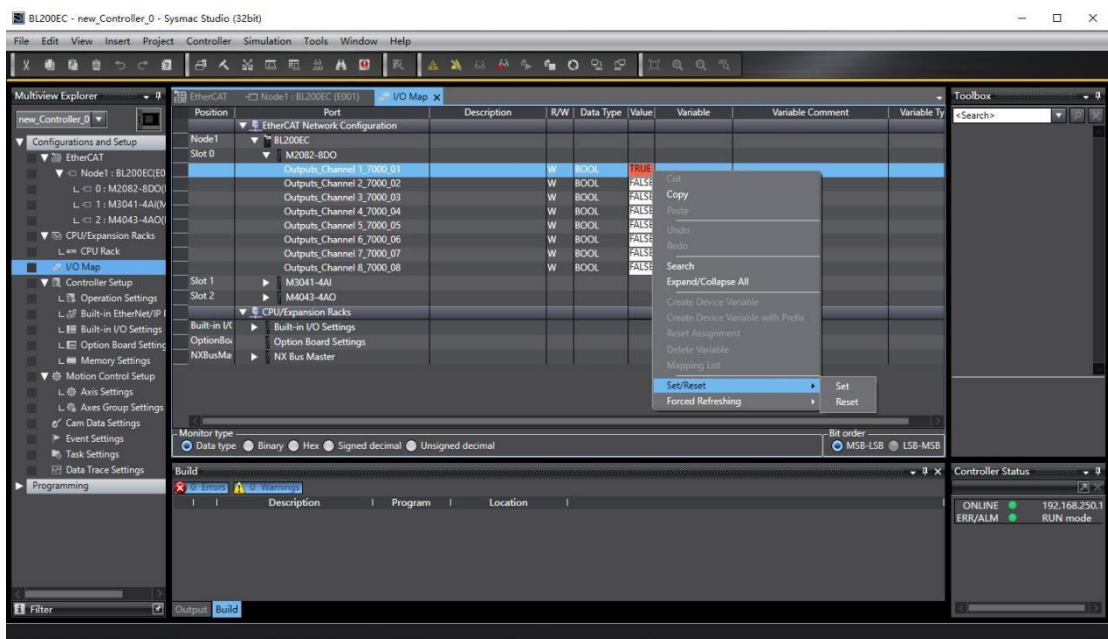 BL200EC - new_Controller_0 - Sysmac Studio (32bit)
File Edit View Insert Project Controller Simulation Tools Window Help
Multiview Explorer
new_Controller_0
Configurations and Setup
EtherCAT
Node1 : BL200EC(E0
0 : M2082-8DO(
1 : M3041-4AI(M
2 : M4043-4AO(
CPU/Expansion Racks
CPU Rack
I/O Map
Controller Setup
Operation Settings
Built-in EtherNet/IP
Built-in I/O Settings
Option Board Setting
Memory Settings
Motion Control Setup
Axis Settings
Axes Group Settings
Cam Data Settings
Event Settings
Task Settings
Data Trace Settings
Programming
Filter
EtherCAT Node1 : BL200EC (E001) I/O Map
Position Port Description R/W Data Type Value Variable Variable Comment Variable Ty
EtherCAT Network Configuration
Node1 BL200EC
Slot 0 M2082-8DO
Outputs_Channel 1_7000_01 W BOOL TRUE
Outputs_Channel 2_7000_02 W BOOL FALSE
Outputs_Channel 3_7000_03 W BOOL FALSE
Outputs_Channel 4_7000_04 W BOOL FALSE
Outputs_Channel 5_7000_05 W BOOL FALSE
Outputs_Channel 6_7000_06 W BOOL FALSE
Outputs_Channel 7_7000_07 W BOOL FALSE
Outputs_Channel 8_7000_08 W BOOL FALSE
Slot 1 M3041-4AI
Slot 2 M4043-4AO
CPU/Expansion Racks
Built-in I/O Built-in I/O Settings
OptionBoa Option Board Settings
NXBusMa NX Bus Master
Cut
Copy
Paste
Undo
Redo
Search
Expand/Collapse All
Create Device Variable
Create Device Variable with Prefix
Reset Assignment
Delete Variable
Mapping List
Set/Reset
Forced Refreshing
Set
Reset
Monitor type
Data type Binary Hex Signed decimal Unsigned decimal
Bit order
MSB-LSB LSB-MSB
Build
0 Errors 0 Warnings
Description Program Location
Output Build
Toolbox
<Search>
Controller Status
ONLINE 192.168.250.1
ERR/ALM RUN mode